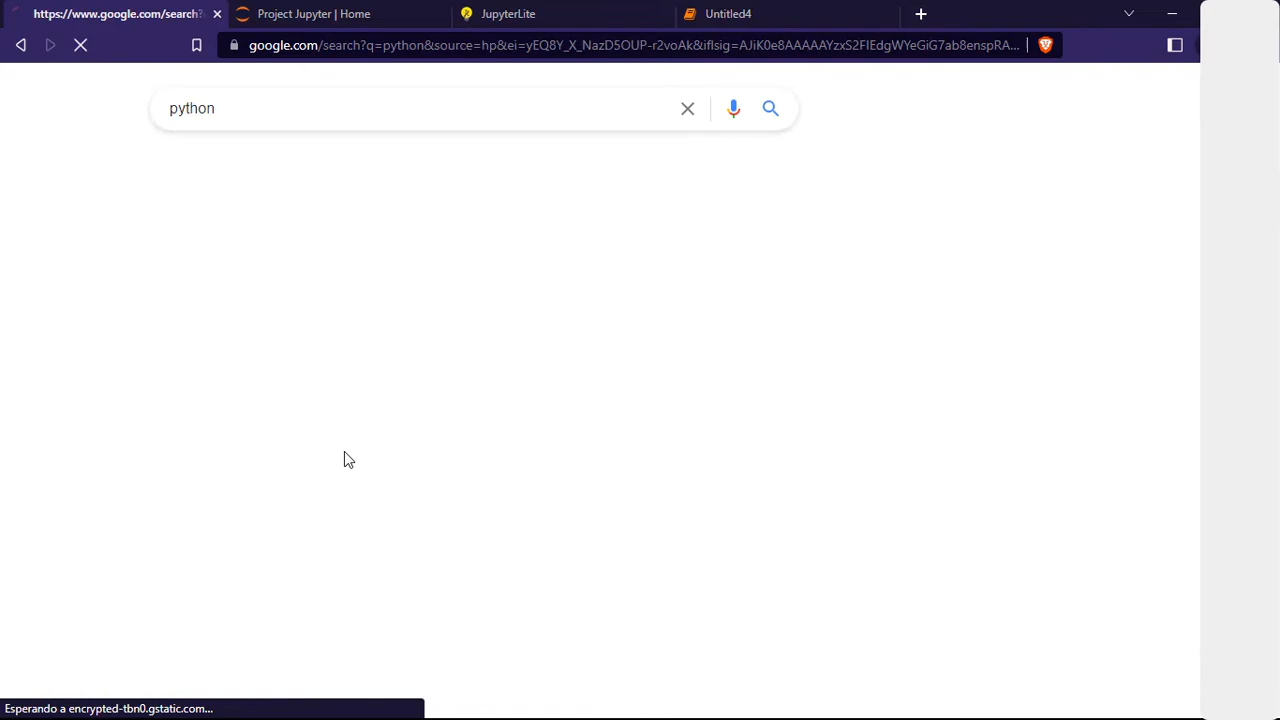 https://www.google.com/search?
Project Jupyter | Home
JupyterLite
Untitled4
google.com/search?q=python&source=hp&ei=yEQ8Y_X_NazD5OUP-r2voAk&iflsig=AJiK0e8AAAAAYzxS2FIEdgWYeGiG7ab8enspRA...
python
Esperando a encrypted-tbn0.gstatic.com...